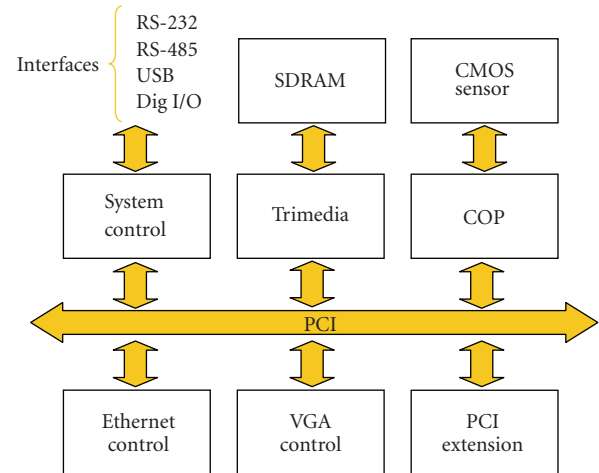 Interfaces
RS-232
RS-485
USB
Dig I/O
SDRAM
CMOS
sensor
System
control
Trimedia
COP
PCI
Ethernet
control
VGA
control
PCI
extension